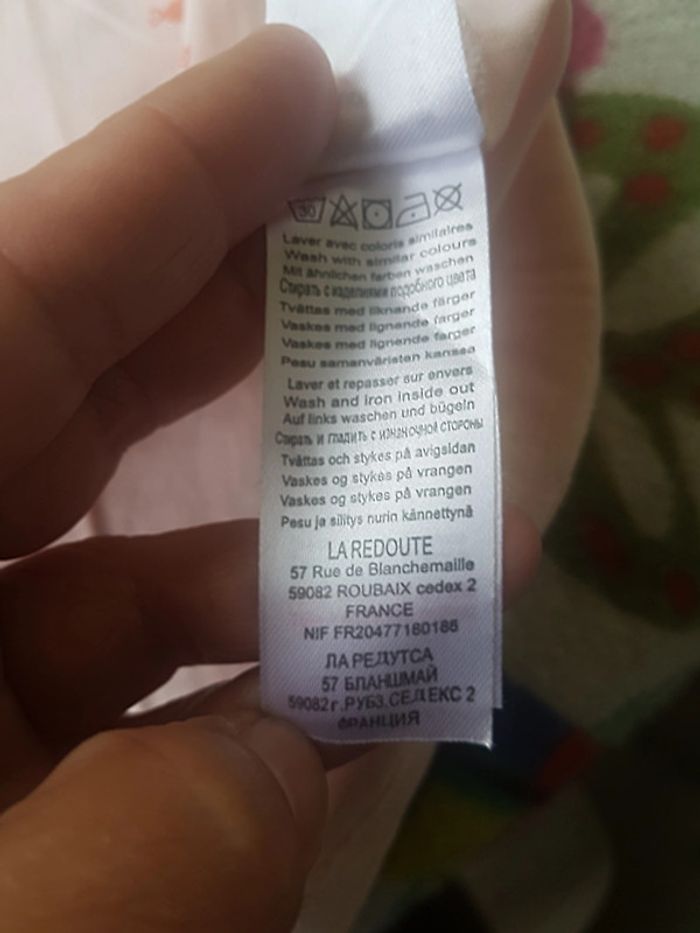 30
Laver avec coloris similaires
Wash with similar colours
Mit ähnlichen farben waschen
Стирать с изделиями подобного цвета
Tvättas med liknande färger
Vaskes med lignende farger
Vaskes med lignende farger
Pesu samanväristen kanssa
Laver et repasser sur envers
Wash and iron inside out
Auf links waschen und bügeln
Стирать и гладить с изнаночной стороны
Tvättas och stykes på avigsidan
Vaskes og stykes på vrangen
Vaskes og stykes på vrangen
Pesu ja silitys nurin kännettynä
LA REDOUTE
57 Rue de Blanchemaille
59082 ROUBAIX cedex 2
FRANCE
NIF FR20477180186
ЛА РЕДУТСА
57 БЛАНШМАЙ
59082 г.РУБЗ.СЕДЕКС 2
ФРАНЦИЯ